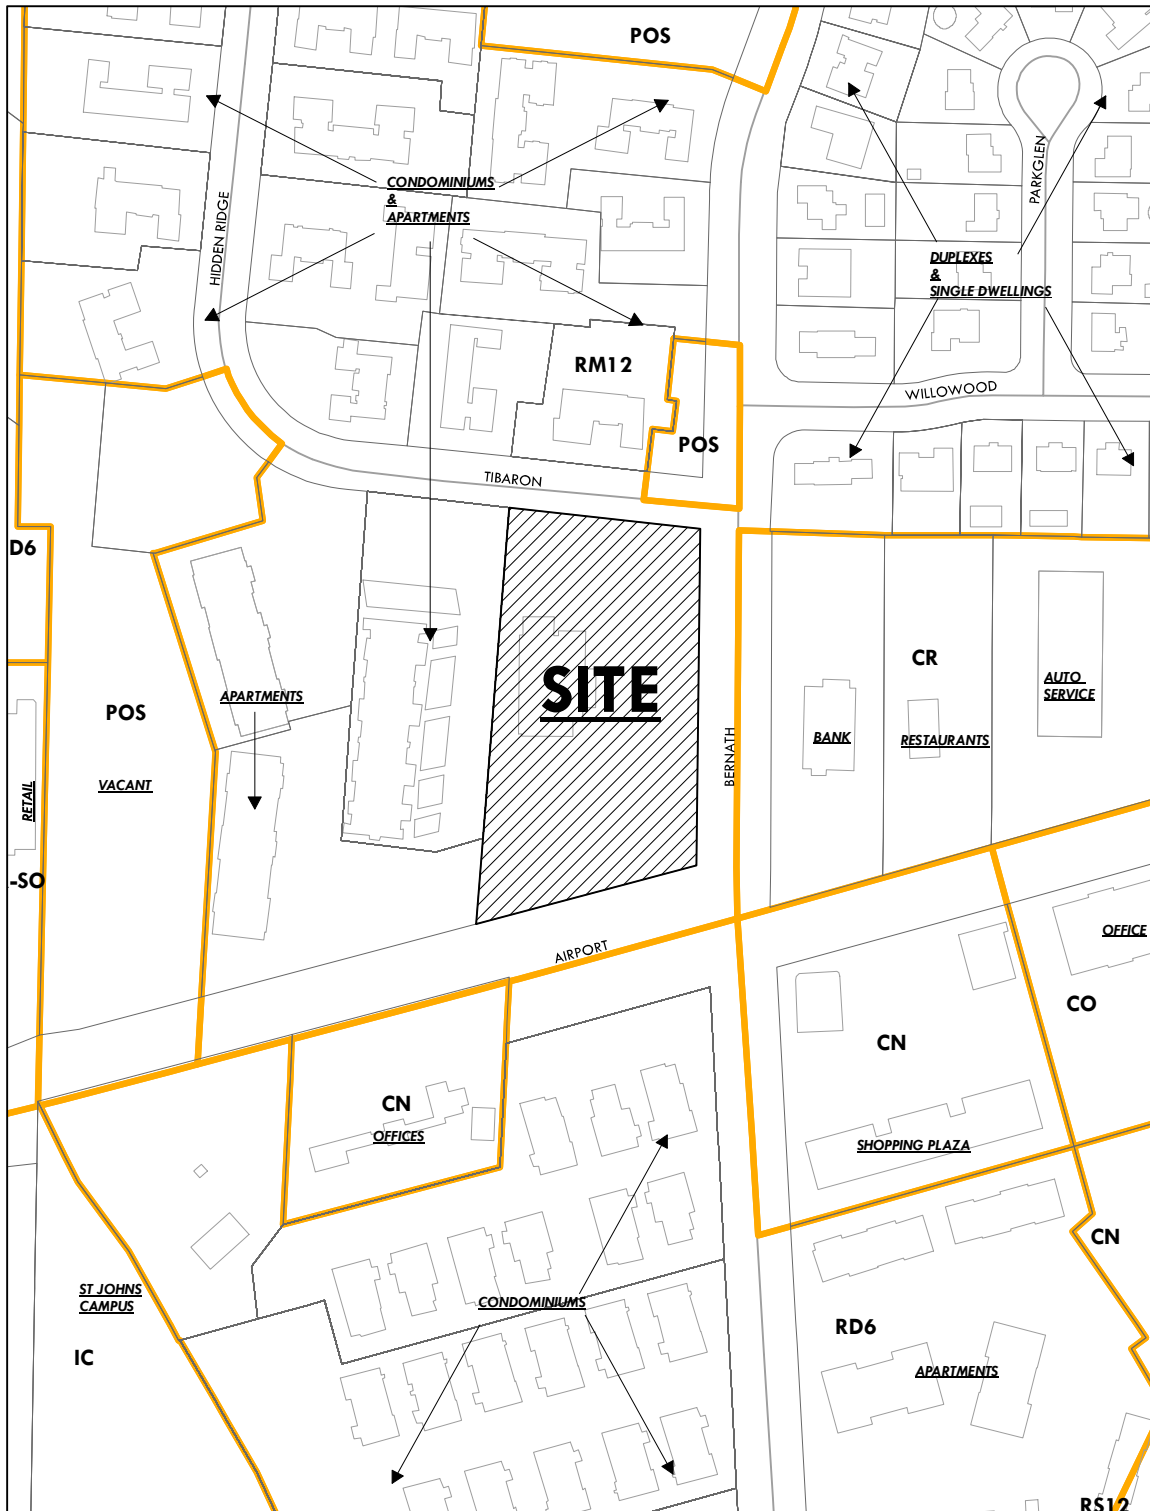 POS
PARKGLEN
CONDOMINIUMS
&
APARTMENTS
HIDDEN RIDGE
DUPLEXES
&
SINGLE DWELLINGS
RM12
WILLOWOOD
POS
TIBARON
D6
CR
SITE
AUTO
SERVICE
APARTMENTS
POS
BANK
RESTAURANTS
BERNATH
VACANT
RETAIL
-SO
OFFICE
AIRPORT
CO
CN
CN
OFFICES
SHOPPING PLAZA
CN
ST JOHNS
CAMPUS
CONDOMINIUMS
RD6
IC
APARTMENTS
RS12